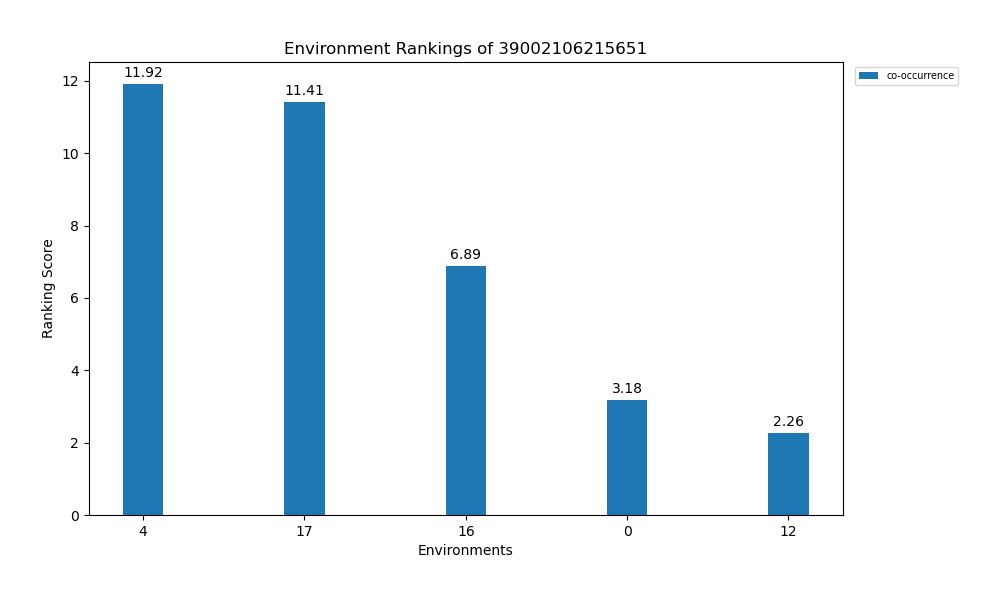 Environment Rankings of 39002106215651
co-occurrence
Ranking Score
12
10
8
6
4
2
0
11.92
11.41
6.89
3.18
2.26
4 17 16 0 12
Environments